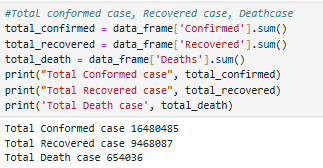 #Total conformed case, Recovered case, Deathcase
total_confirmed = data_frame['Confirmed'].sum()
total_recovered = data_frame['Recovered'].sum()
total_death = data_frame['Deaths'].sum()
print("Total Conformed case", total_confirmed)
print("Total Recovered case", total_recovered)
print('Total Death case', total_death)
Total Conformed case 16480485
Total Recovered case 9468087
Total Death case 654036